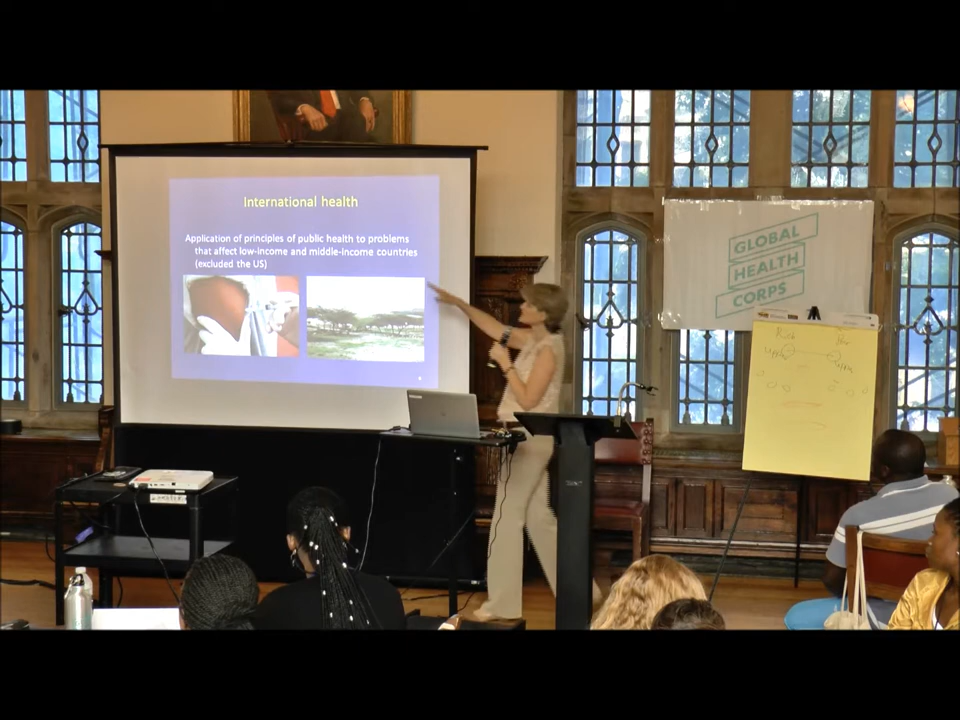 International health
Application of principles of public health to problems
that affect low-income and middle-income countries
(excluded the US)
GLOBAL
HEALTH
CORPS
Rich